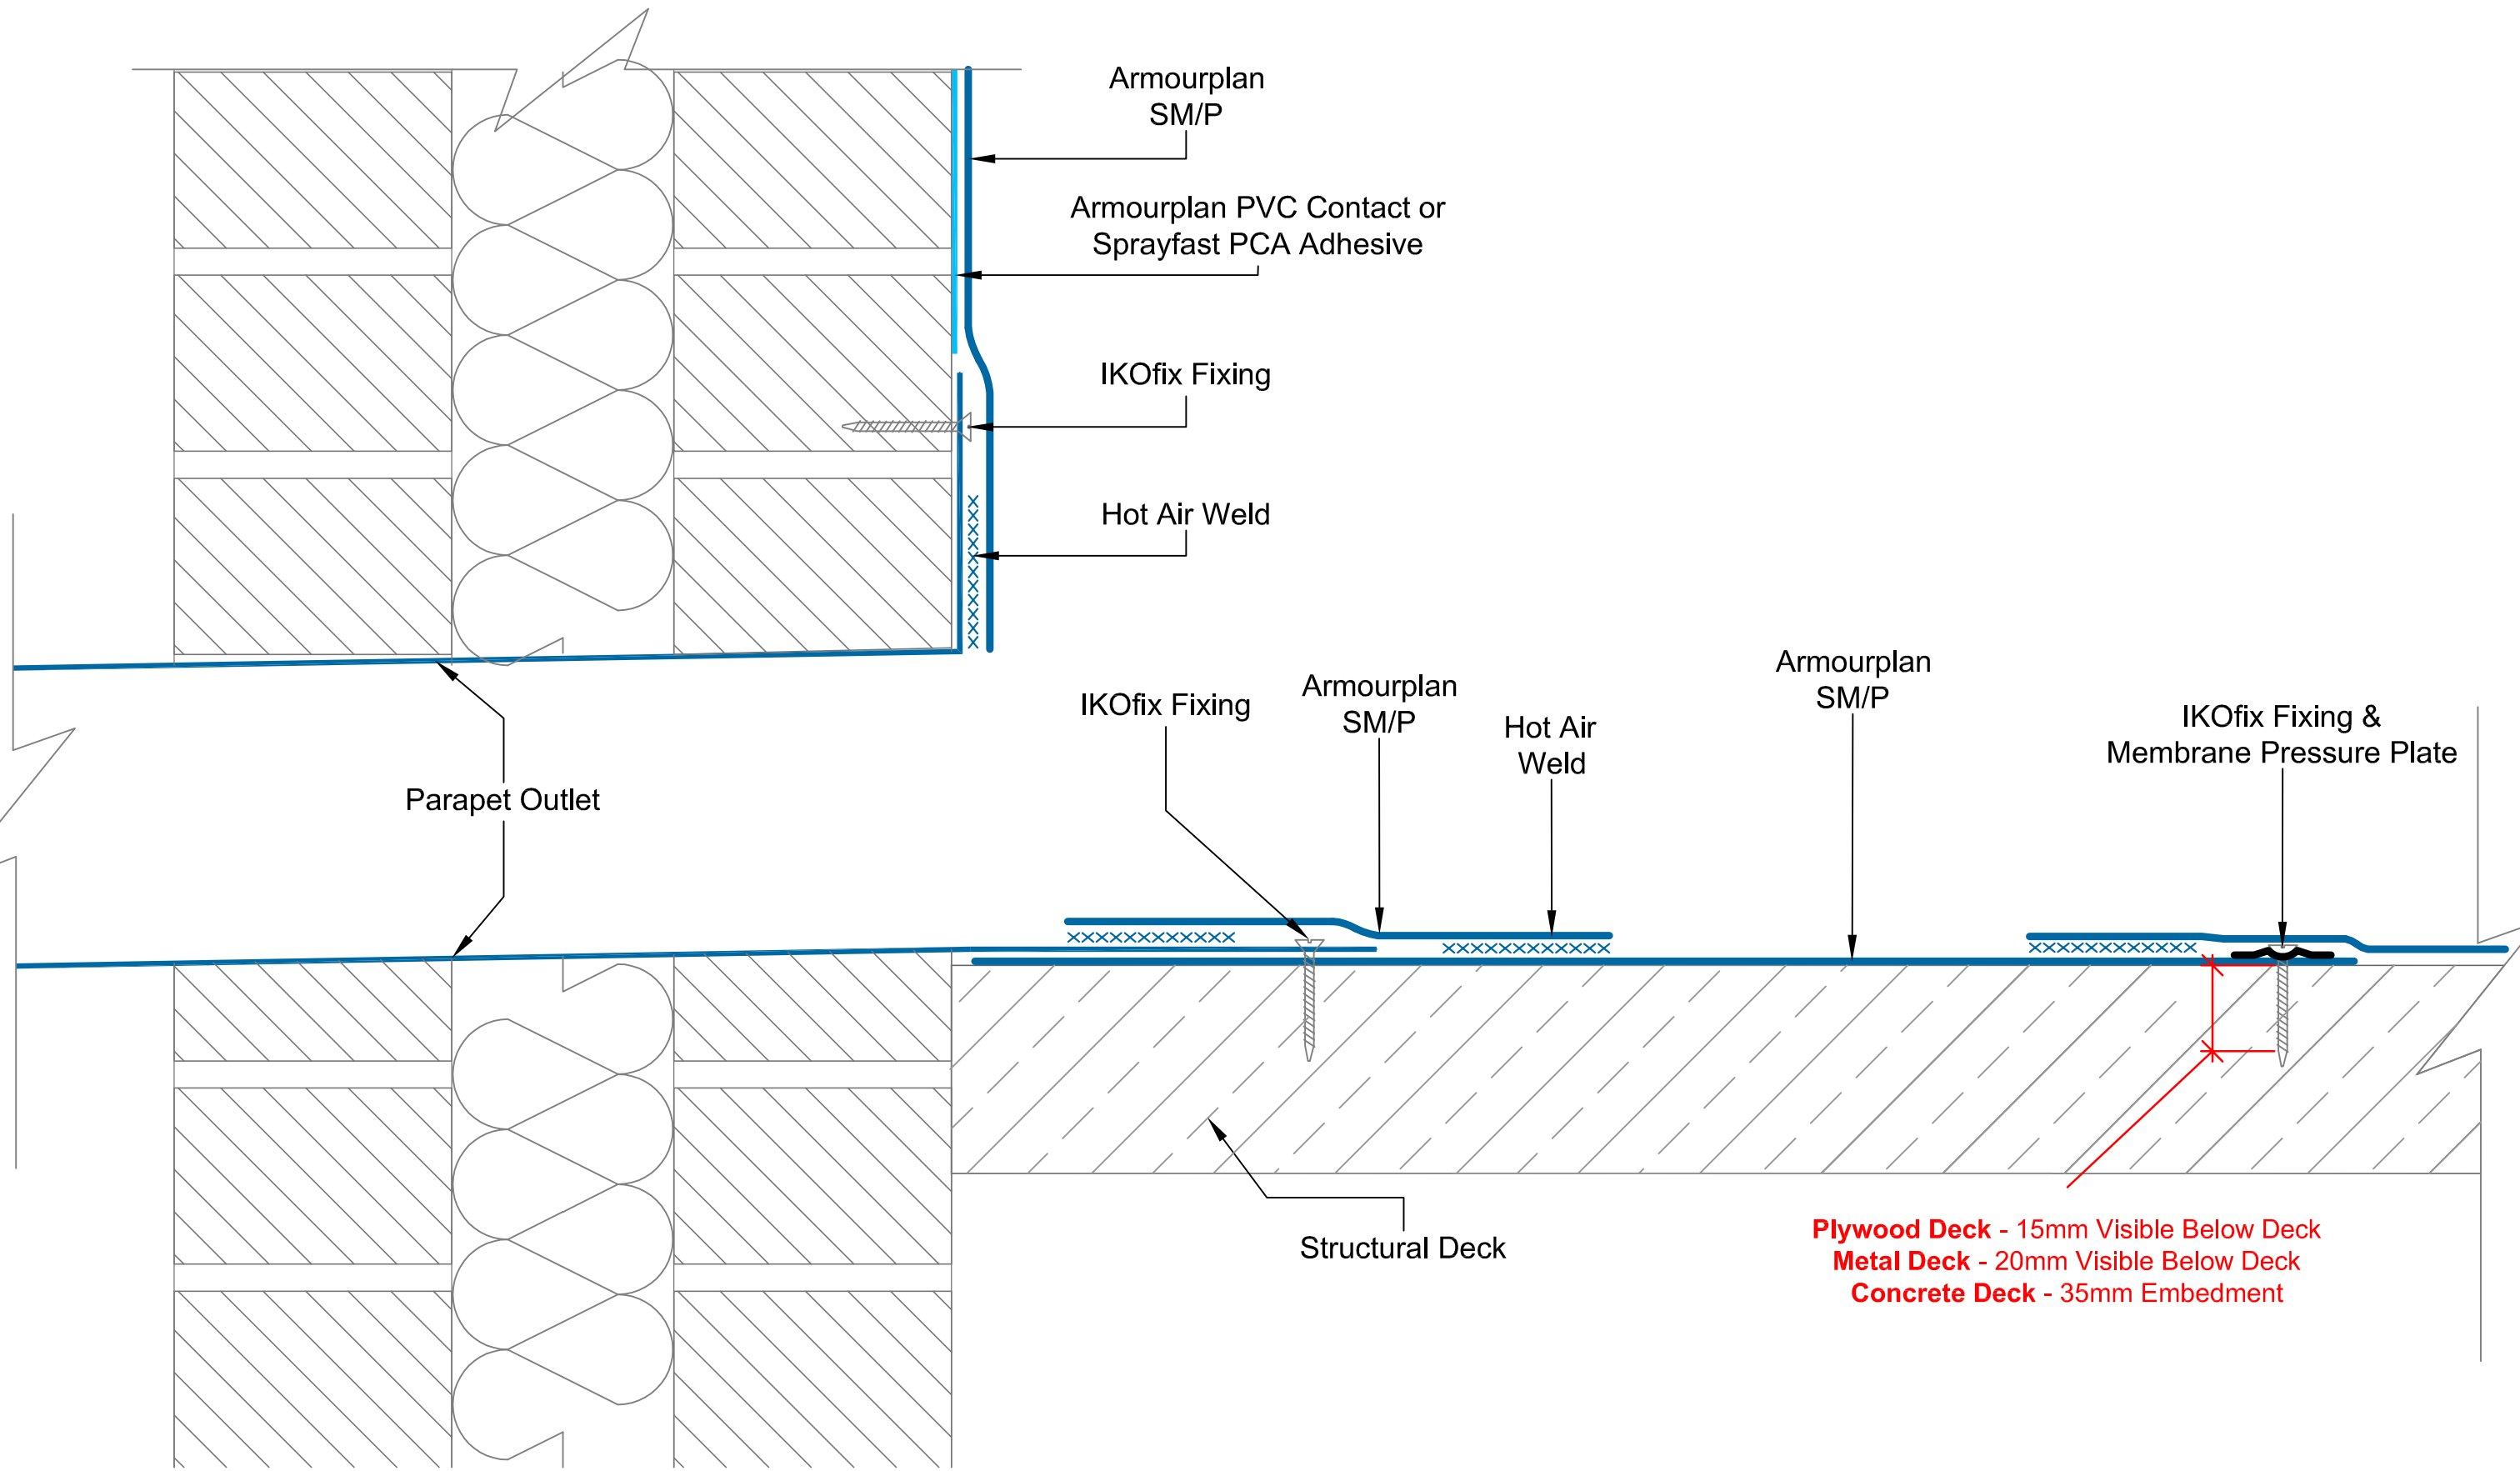 Armourplan
SM/P
Armourplan PVC Contact or
Sprayfast PCA Adhesive
IKOfix Fixing
Hot Air Weld
IKOfix Fixing
Armourplan
SM/P
Hot Air
Weld
Armourplan
SM/P
IKOfix Fixing &
Membrane Pressure Plate
Parapet Outlet
Structural Deck
Plywood Deck - 15mm Visible Below Deck
Metal Deck - 20mm Visible Below Deck
Concrete Deck - 35mm Embedment